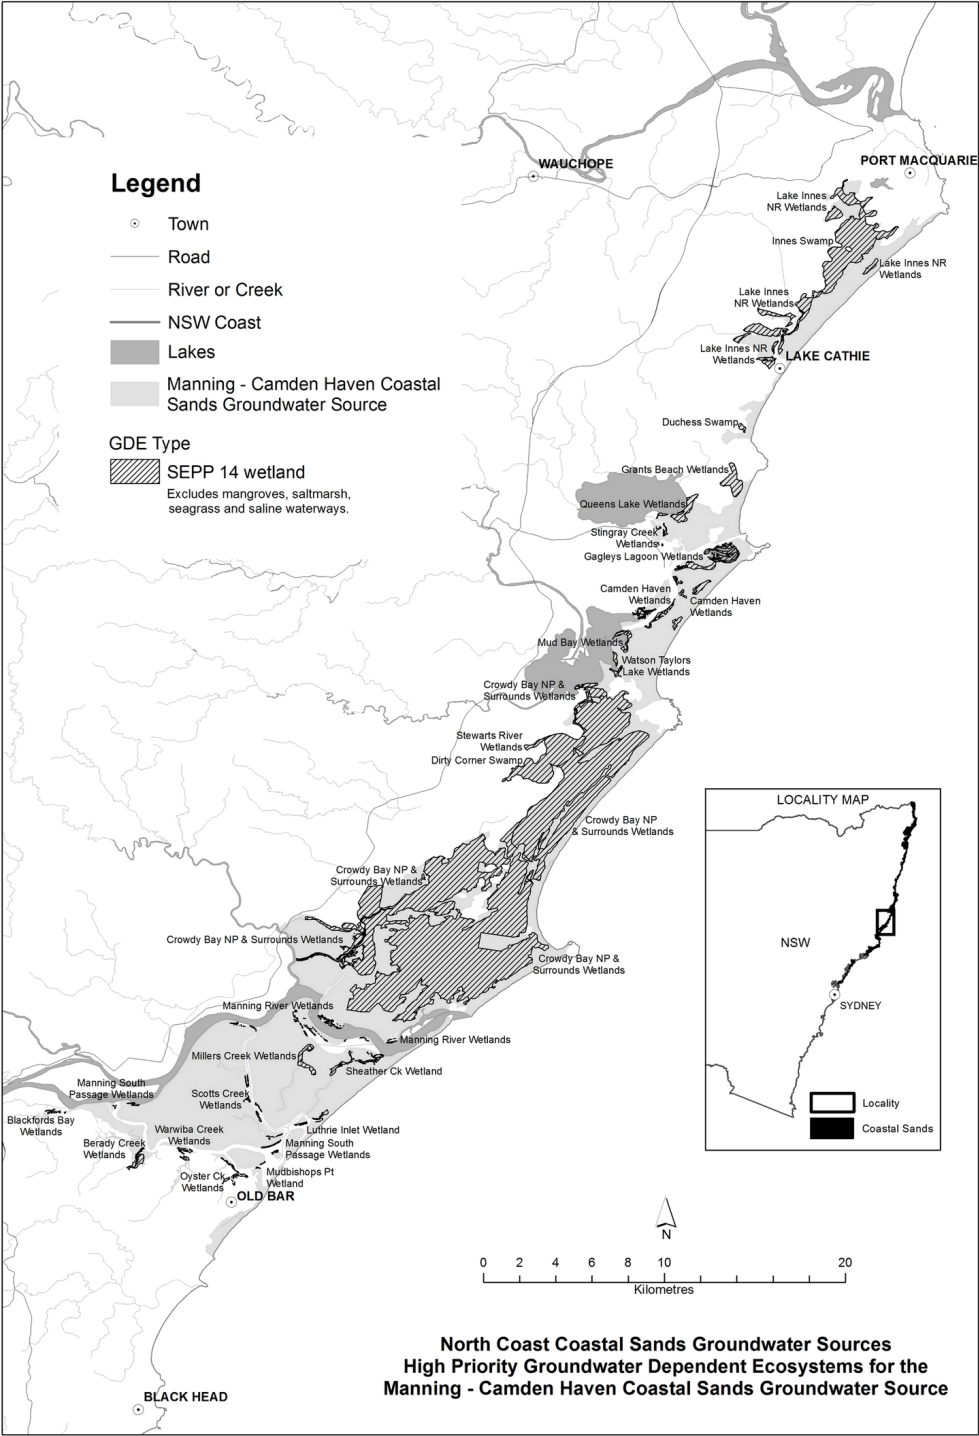 WAUCHOPE
PORT MACQUARIE
Legend
Town
Road
River or Creek
NSW Coast
Lakes
Manning - Camden Haven Coastal
Sands Groundwater Source
GDE Type
SEPP 14 wetland
Excludes mangroves, saltmarsh,
seagrass and saline waterways.
Lake Innes
NR Wetlands
Innes Swamp
Lake Innes NR
Wetlands
Lake Innes
NR Wetlands
Lake Innes NR
Wetlands
LAKE CATHIE
Duchess Swamp
Grants Beach Wetlands
Queens Lake Wetlands
Stingray Creek
Wetlands
Gagleys Lagoon Wetlands
Camden Haven
Wetlands
Camden Haven
Wetlands
Mud Bay Wetlands
Watson Taylors
Lake Wetlands
Crowdy Bay NP &
Surrounds Wetlands
Stewarts River
Wetlands
Dirty Corner Swamp
Crowdy Bay NP
& Surrounds Wetlands
Crowdy Bay NP &
Surrounds Wetlands
Crowdy Bay NP & Surrounds Wetlands
Crowdy Bay NP &
Surrounds Wetlands
Manning River Wetlands
Manning River Wetlands
Millers Creek Wetlands
Sheather Ck Wetland
Manning South
Passage Wetlands
Scotts Creek
Wetlands
Blackfords Bay
Wetlands
Warwiba Creek
Wetlands
Luthrie Inlet Wetland
Berady Creek
Wetlands
Manning South
Passage Wetlands
Oyster Ck
Wetlands
Mudbishops Pt
Wetland
OLD BAR
BLACK HEAD
LOCALITY MAP
NSW
SYDNEY
Locality
Coastal Sands
N
0 2 4 6 8 10 20
Kilometres
North Coast Coastal Sands Groundwater Sources
High Priority Groundwater Dependent Ecosystems for the
Manning - Camden Haven Coastal Sands Groundwater Source